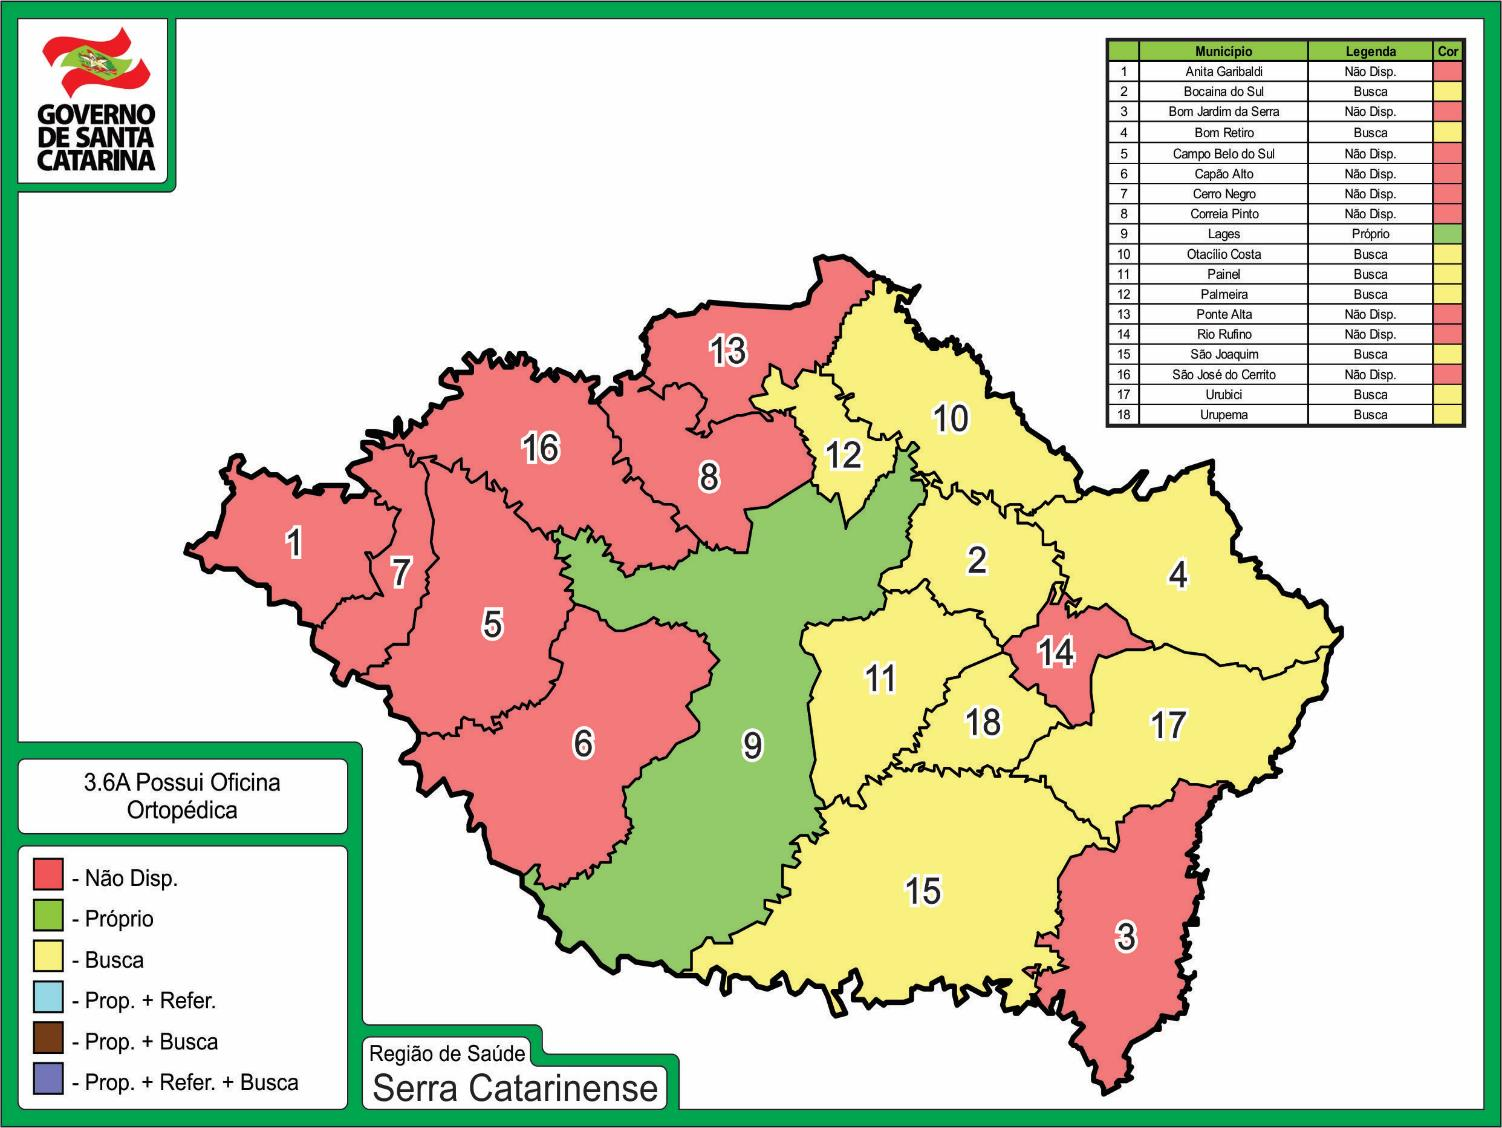 GOVERNO
DE SANTA
CATARINA
Município Legenda Cor
1 Anita Garibaldi Não Disp.
2 Bocaina do Sul Busca
3 Bom Jardim da Serra Não Disp.
4 Bom Retiro Busca
5 Campo Belo do Sul Não Disp.
6 Capão Alto Não Disp.
7 Cerro Negro Não Disp.
8 Correia Pinto Não Disp.
9 Lages Próprio
10 Otacílio Costa Busca
11 Painel Busca
12 Palmeira Busca
13 Ponte Alta Não Disp.
14 Rio Rufino Não Disp.
15 São Joaquim Busca
16 São José do Cerrito Não Disp.
17 Urubici Busca
18 Urupema Busca
13
10
16
12
8
1
2
4
7
5
14
11
18
17
6
9
15
3
3.6A Possui Oficina
Ortopédica
- Não Disp.
- Próprio
- Busca
- Prop. + Refer.
- Prop. + Busca
- Prop. + Refer. + Busca
Região de Saúde
Serra Catarinense